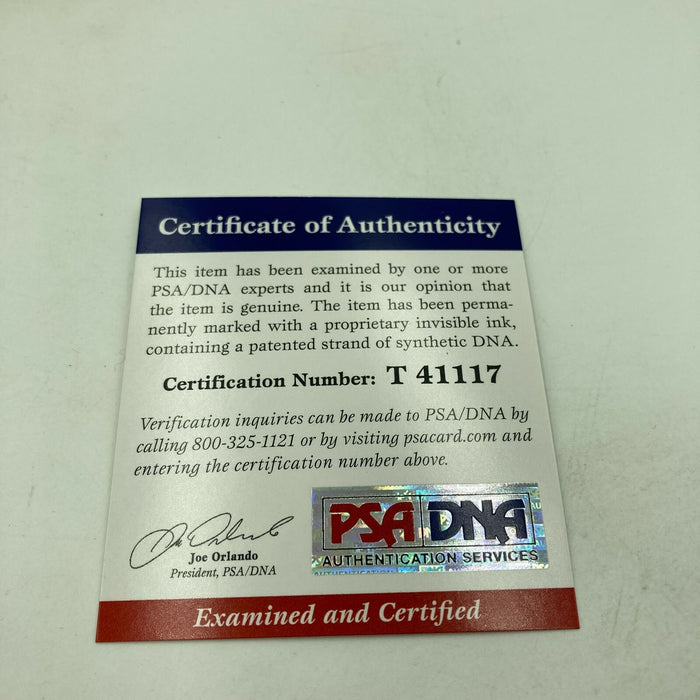 Certificate of Authenticity
This item has been examined by one or more
PSA/DNA experts and it is our opinion that
the item is genuine. The item has been perma-
nently marked with a proprietary invisible ink,
containing a patented strand of synthetic DNA.
Certification Number: T 41117
Verification inquiries can be made to PSA/DNA by
calling 800-325-1121 or by visiting psacard.com and
entering the certification number above.
Joe Orlando
President, PSA/DNA
PSA DNA
AUTHENTICATION SERVICES
Examined and Certified